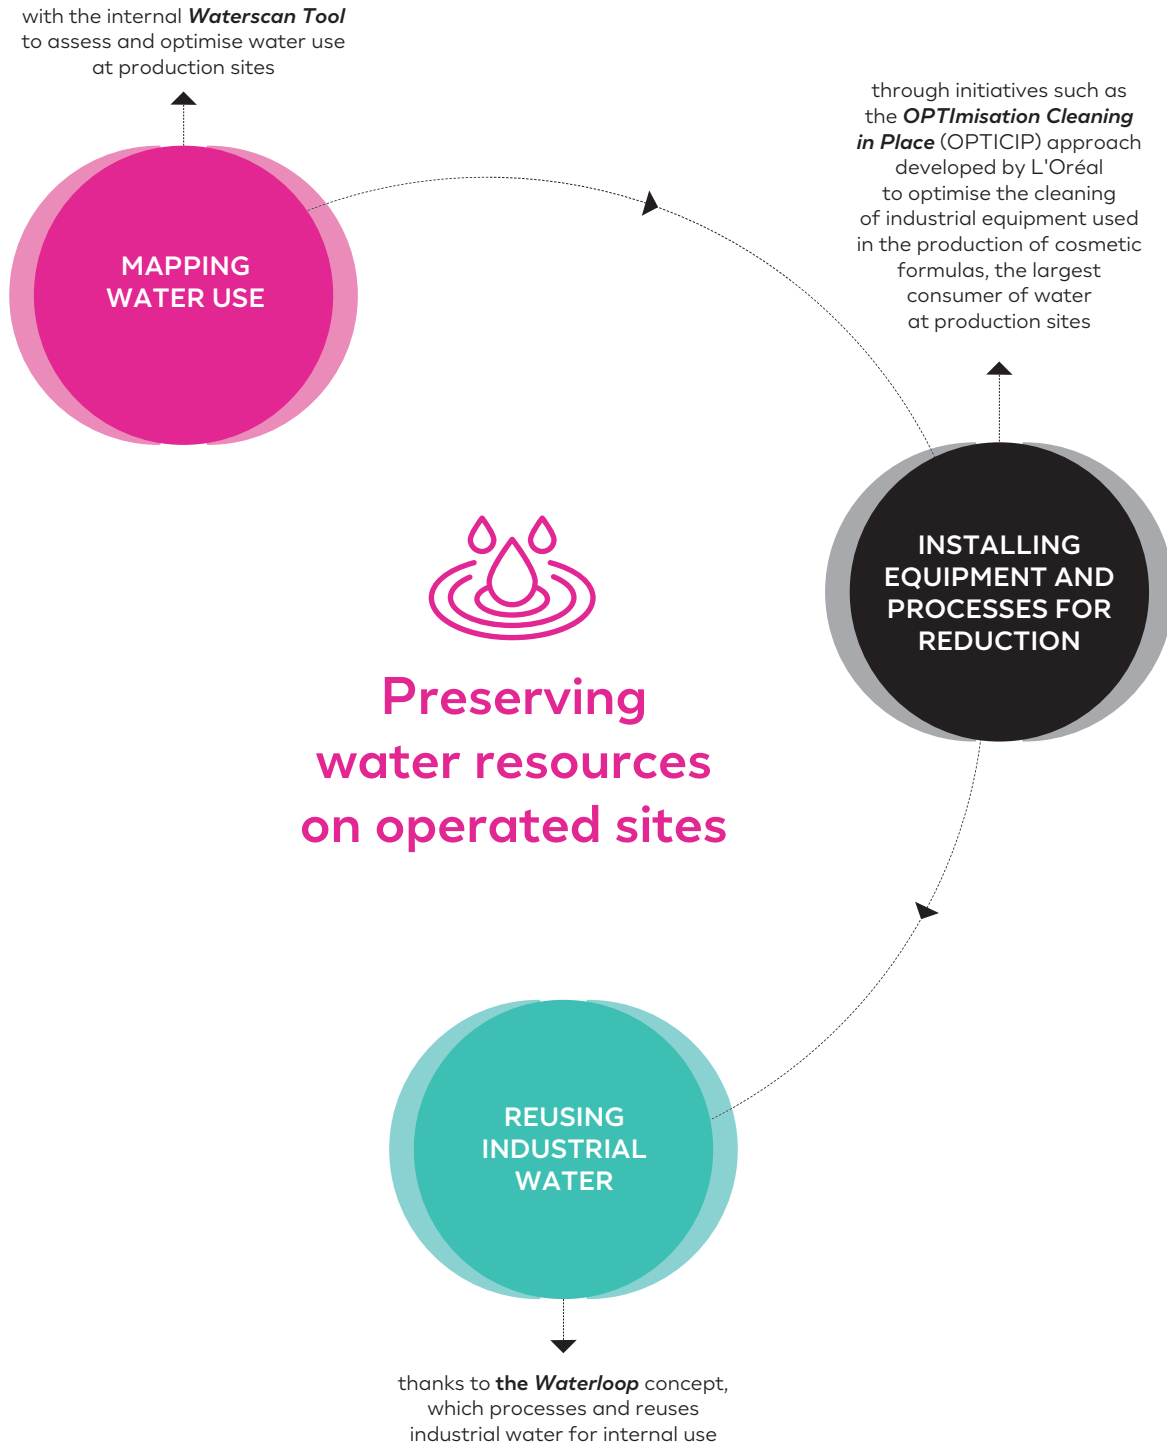 with the internal Waterscan Tool
to assess and optimise water use
at production sites
MAPPING
WATER USE
through initiatives such as
the OPTImisation Cleaning
in Place (OPTICIP) approach
developed by L'Oréal
to optimise the cleaning
of industrial equipment used
in the production of cosmetic
formulas, the largest
consumer of water
at production sites
INSTALLING
EQUIPMENT AND
PROCESSES FOR
REDUCTION
Preserving
water resources
on operated sites
REUSING
INDUSTRIAL
WATER
thanks to the Waterloop concept,
which processes and reuses
industrial water for internal use